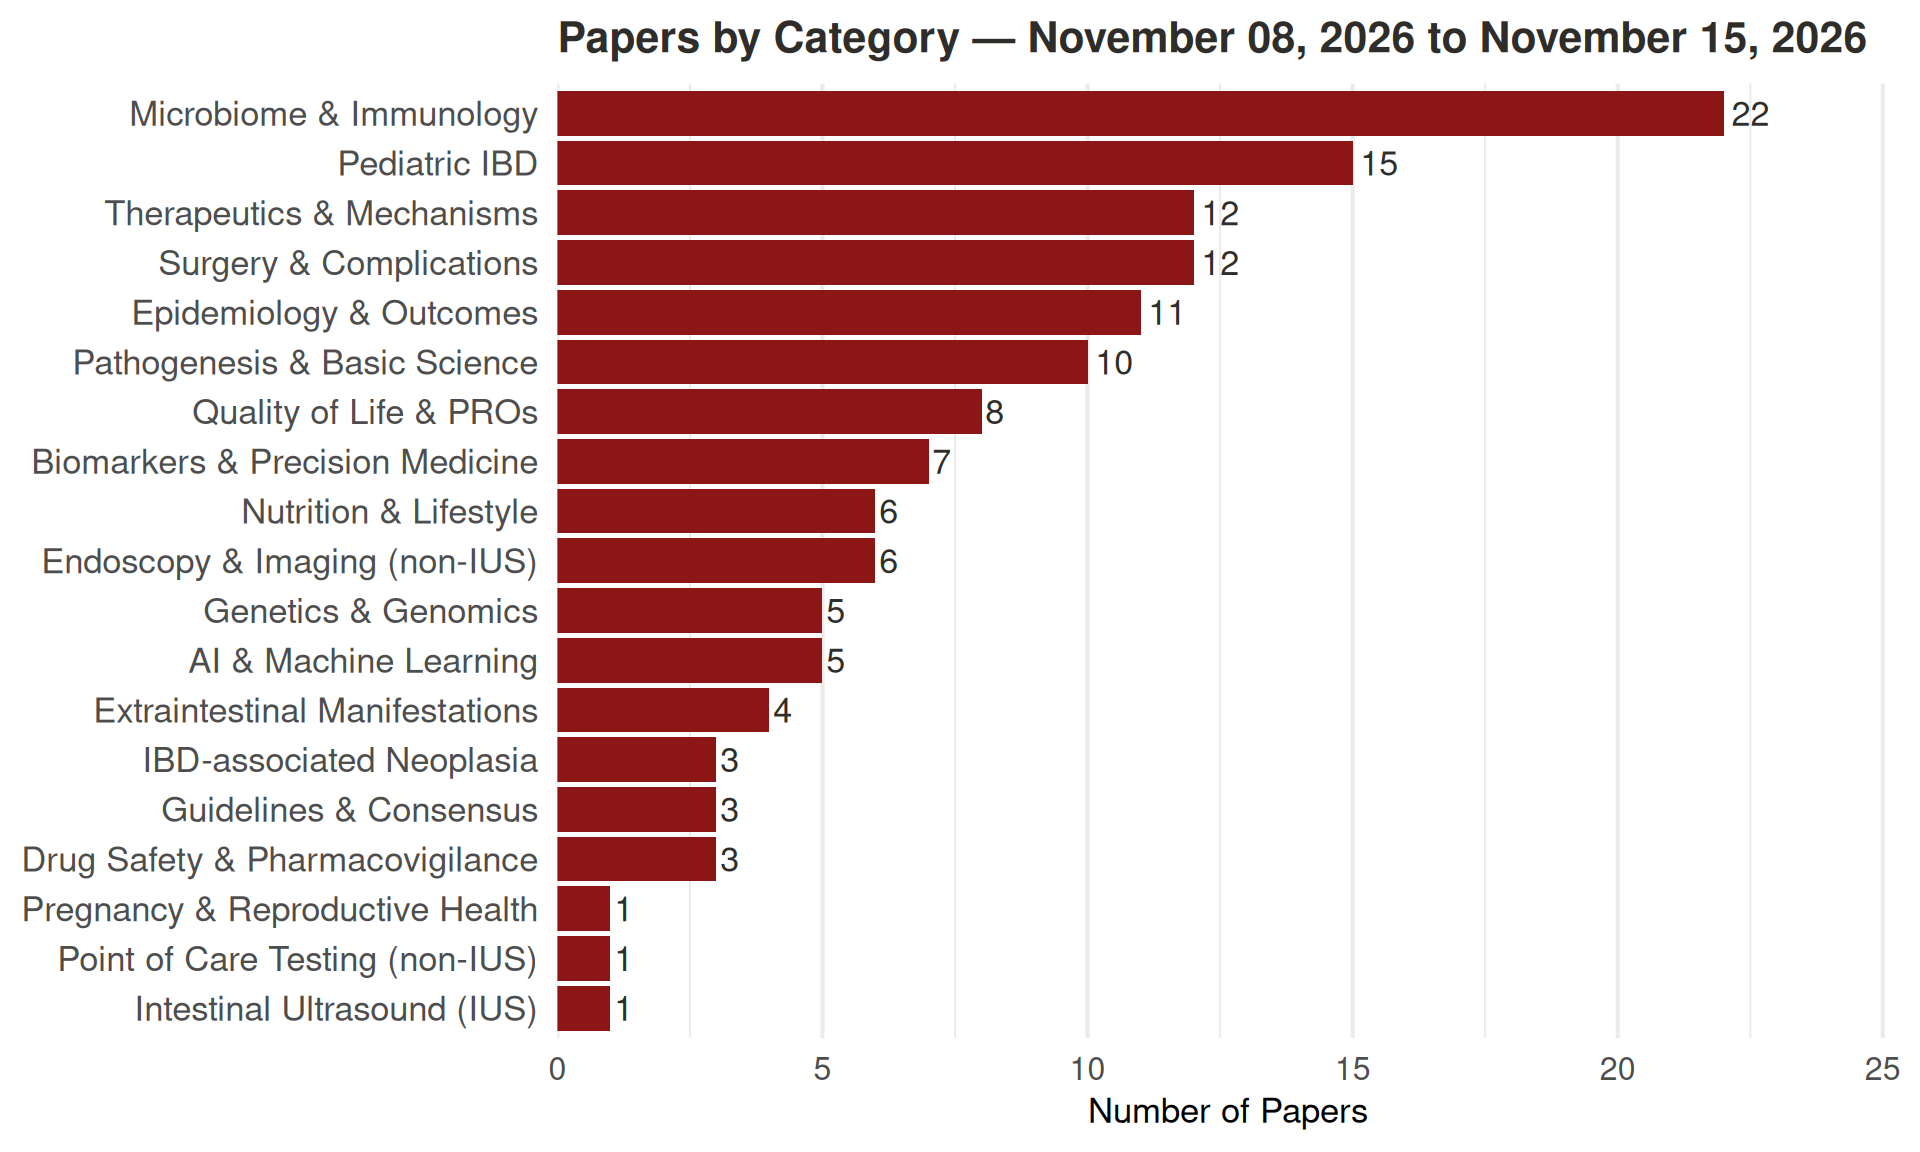 Papers by Category — November 08, 2026 to November 15, 2026
Microbiome & Immunology 22
Pediatric IBD 15
Therapeutics & Mechanisms 12
Surgery & Complications 12
Epidemiology & Outcomes 11
Pathogenesis & Basic Science 10
Quality of Life & PROs 8
Biomarkers & Precision Medicine 7
Nutrition & Lifestyle 6
Endoscopy & Imaging (non-IUS) 6
Genetics & Genomics 5
AI & Machine Learning 5
Extraintestinal Manifestations 4
IBD-associated Neoplasia 3
Guidelines & Consensus 3
Drug Safety & Pharmacovigilance 3
Pregnancy & Reproductive Health 1
Point of Care Testing (non-IUS) 1
Intestinal Ultrasound (IUS) 1
0 5 10 15 20 25
Number of Papers